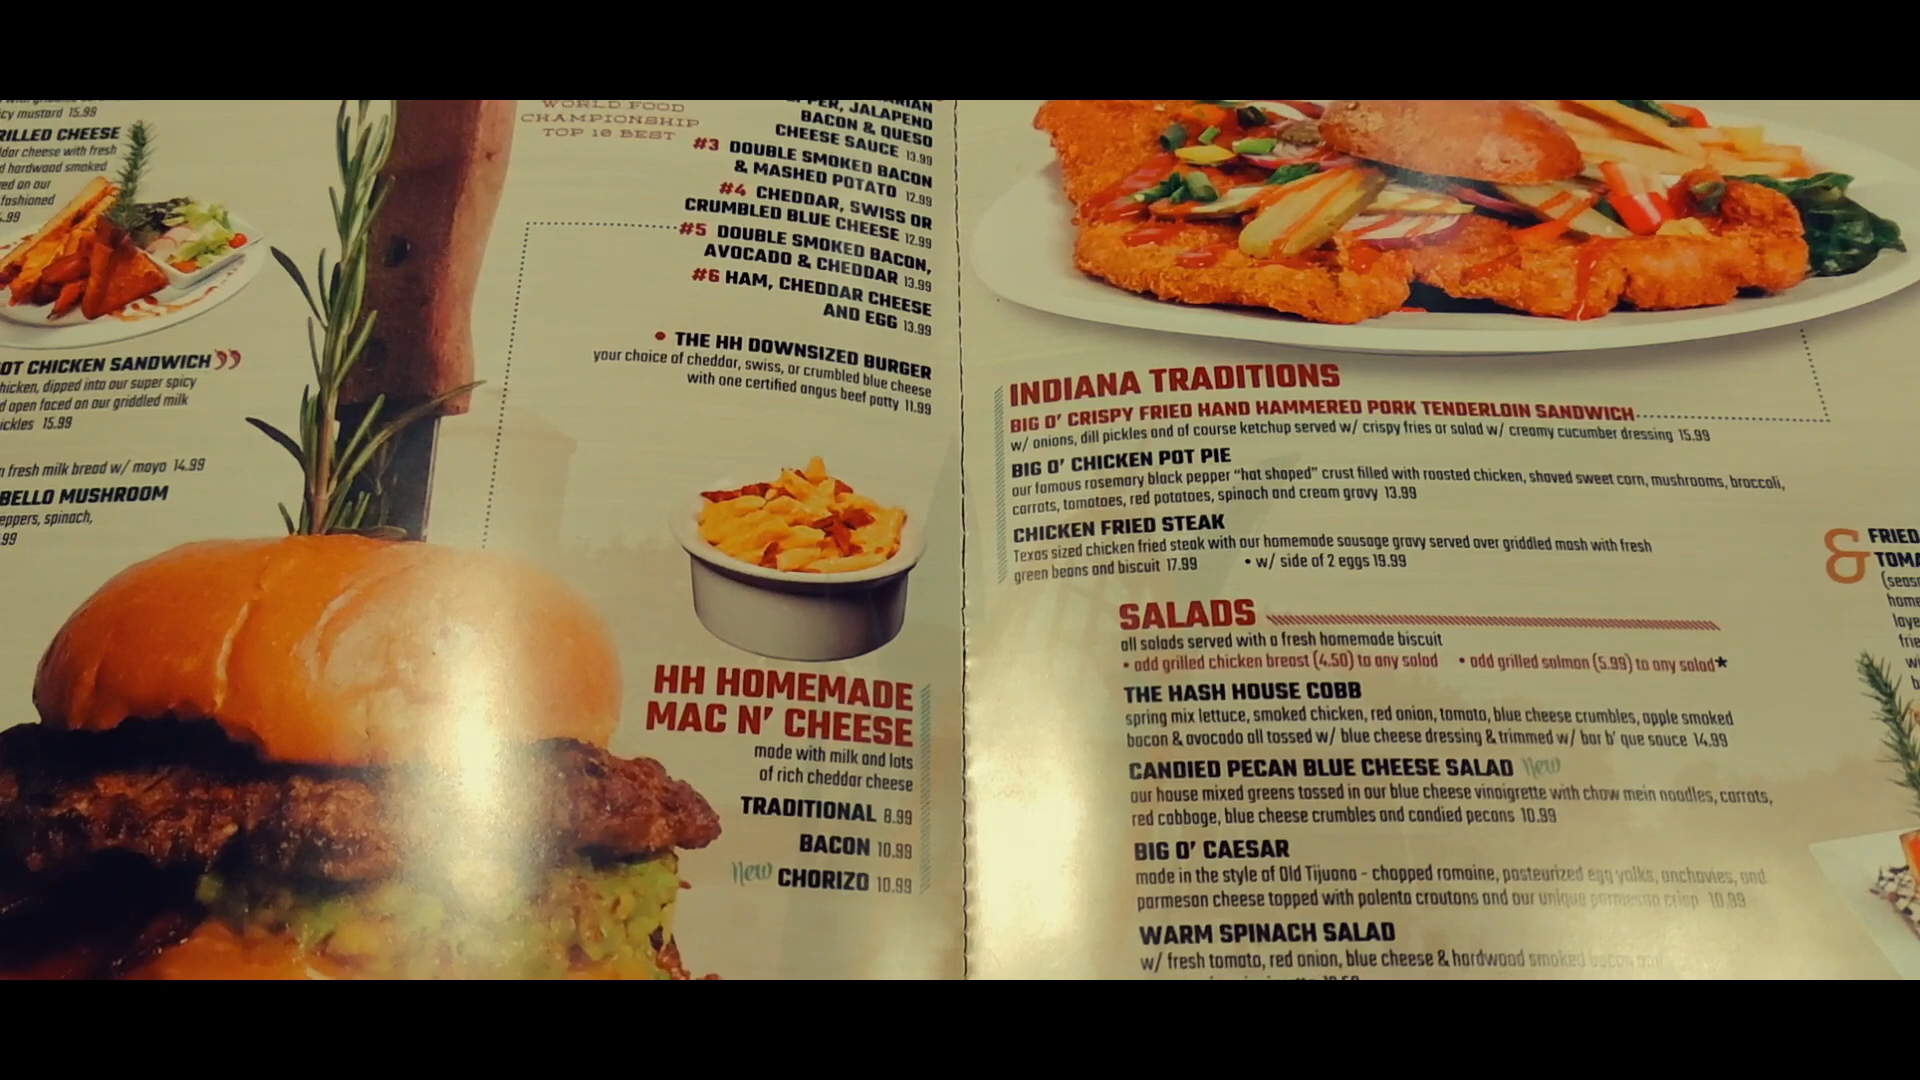 icy mustard 15.99
RILLED CHEESE
dar cheese with fresh
d hardwood smoked
ed on our
fashioned
.99
OT CHICKEN SANDWICH
hicken, dipped into our super spicy
d open faced on our griddled milk
ickles 15.99
n fresh milk bread w/ mayo 14.99
BELLO MUSHROOM
eppers, spinach,
.99
WORLD FOOD
CHAMPIONSHIP
TOP 10 BEST
PER, JALAPENO
BACON & QUESO
CHEESE SAUCE 13.99
#3 DOUBLE SMOKED BACON
& MASHED POTATO 12.99
#4 CHEDDAR, SWISS OR
CRUMBLED BLUE CHEESE 12.99
#5 DOUBLE SMOKED BACON,
AVOCADO & CHEDDAR 13.99
#6 HAM, CHEDDAR CHEESE
AND EGG 13.99
• THE HH DOWNSIZED BURGER
your choice of cheddar, swiss, or crumbled blue cheese
with one certified angus beef patty 11.99
HH HOMEMADE
MAC N' CHEESE
made with milk and lots
of rich cheddar cheese
TRADITIONAL 8.99
BACON 10.99
New CHORIZO 10.99
INDIANA TRADITIONS
BIG O' CRISPY FRIED HAND HAMMERED PORK TENDERLOIN SANDWICH
w/ onions, dill pickles and of course ketchup served w/ crispy fries or salad w/ creamy cucumber dressing 15.99
BIG O' CHICKEN POT PIE
our famous rosemary black pepper "hat shaped" crust filled with roasted chicken, shaved sweet corn, mushrooms, broccoli,
carrots, tomatoes, red potatoes, spinach and cream gravy 13.99
CHICKEN FRIED STEAK
Texas sized chicken fried steak with our homemade sausage gravy served over griddled mash with fresh
green beans and biscuit 17.99 • w/ side of 2 eggs 19.99
SALADS
all salads served with a fresh homemade biscuit
• add grilled chicken breast (4.50) to any salad • add grilled salmon (5.99) to any salad*
THE HASH HOUSE COBB
spring mix lettuce, smoked chicken, red onion, tomato, blue cheese crumbles, apple smoked
bacon & avocado all tossed w/ blue cheese dressing & trimmed w/ bar b' que sauce 14.99
CANDIED PECAN BLUE CHEESE SALAD New
our house mixed greens tossed in our blue cheese vinaigrette with chow mein noodles, carrots,
red cabbage, blue cheese crumbles and candied pecans 10.99
BIG O' CAESAR
made in the style of Old Tijuana - chopped romaine, pasteurized egg yolks, anchovies, and
parmesan cheese topped with polenta croutons and our unique parmesan crisp 10.99
WARM SPINACH SALAD
w/ fresh tomato, red onion, blue cheese & hardwood smoked bacon
& FRIED
TOMA
(seas
home
laye
frie